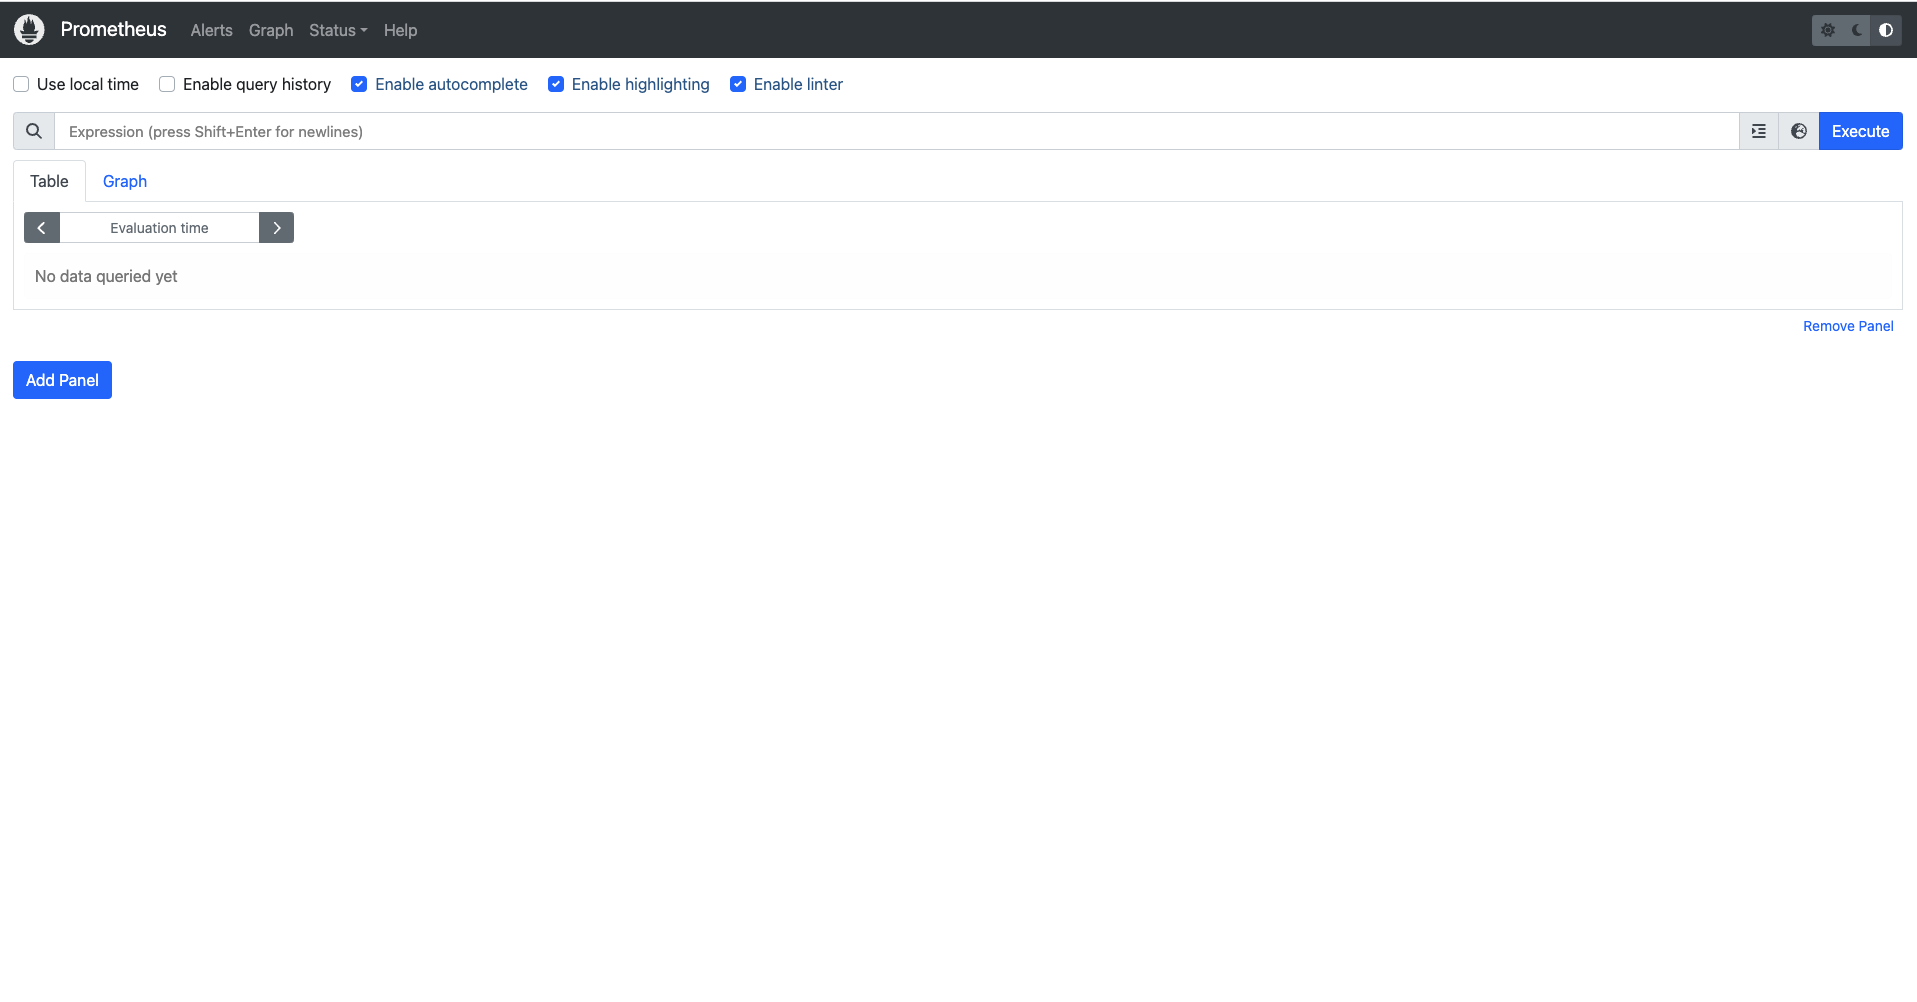 Prometheus Alerts Graph Status Help
Use local time Enable query history Enable autocomplete Enable highlighting Enable linter
Expression (press Shift+Enter for newlines) Execute
Table Graph
Evaluation time
No data queried yet
Remove Panel
Add Panel